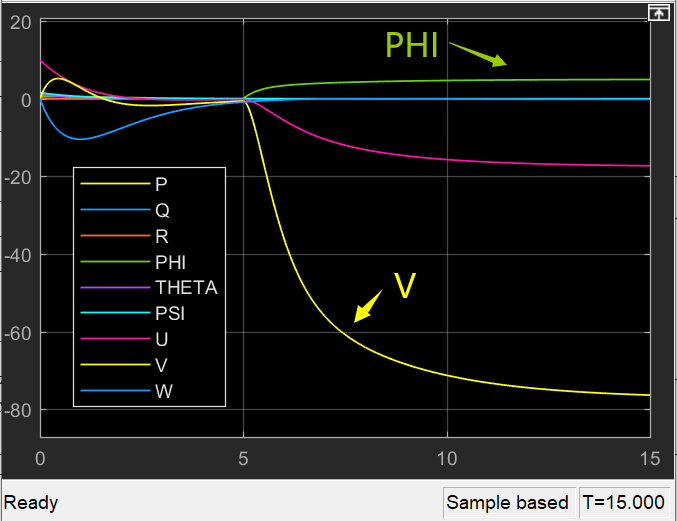 20
PHI
0
-20
P
Q
R
PHI
THETA
PSI
U
V
W
-40
V
-60
-80
0
5
10
15
Ready
Sample based
T=15.000